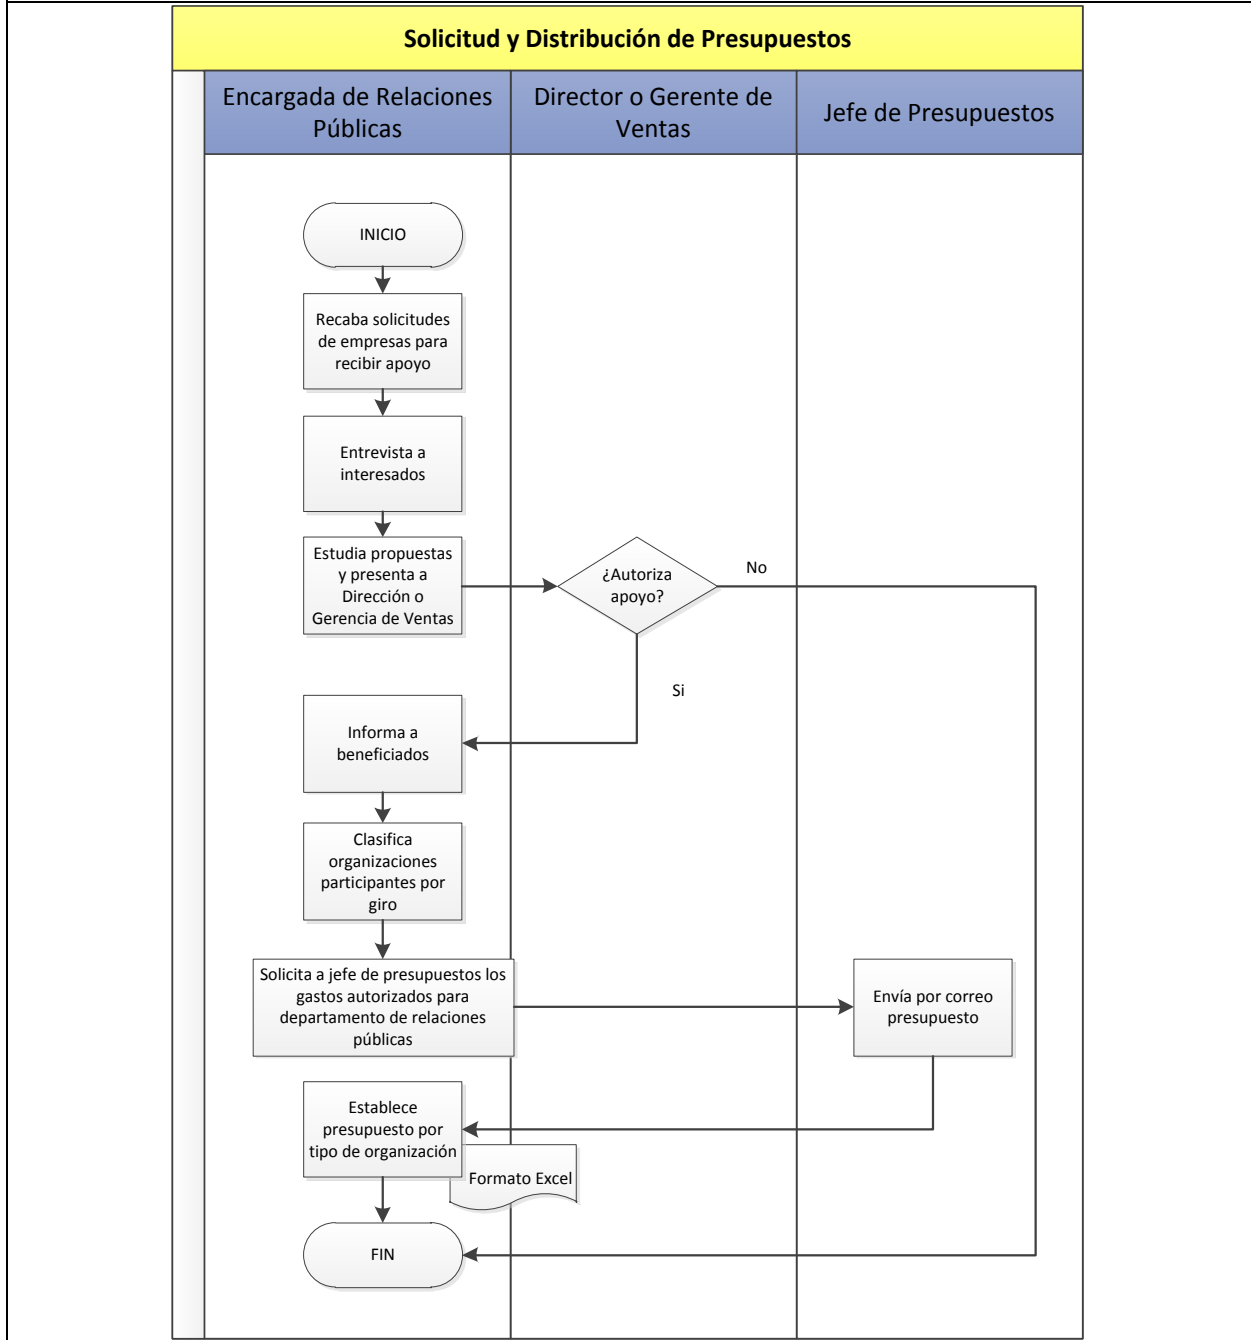 Solicitud y Distribución de Presupuestos
Encargada de Relaciones
Públicas
Director o Gerente de
Ventas
Jefe de Presupuestos
INICIO
Recaba solicitudes
de empresas para
recibir apoyo
Entrevista a
interesados
Estudia propuestas
y presenta a
Dirección o
Gerencia de Ventas
¿Autoriza
apoyo?
No
Si
Informa a
beneficiados
Clasifica
organizaciones
participantes por
giro
Solicita a jefe de presupuestos los
gastos autorizados para
departamento de relaciones
públicas
Envía por correo
presupuesto
Establece
presupuesto por
tipo de organización
Formato Excel
FIN